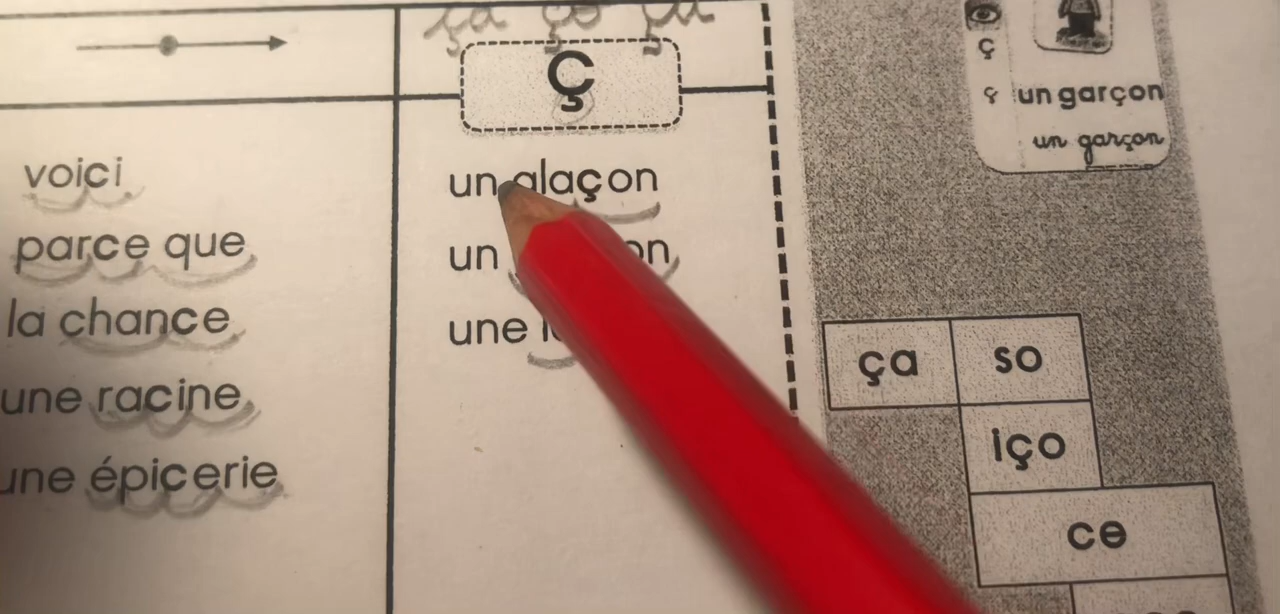 ça ço çu
ç
voici
parce que
la chance
une racine
une épicerie
un glaçon
un
une
ç
ç un garçon
un garçon
ça so
iço
ce